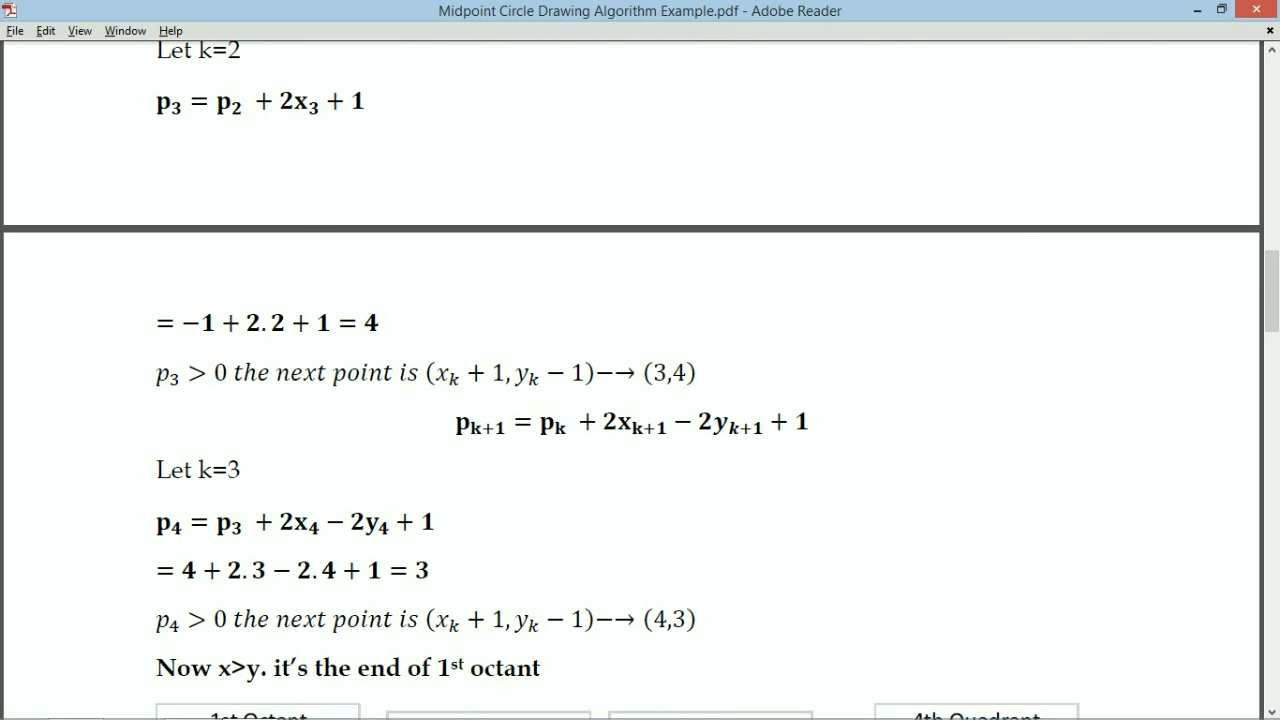 Midpoint Circle Drawing Algorithm Example.pdf - Adobe Reader
File Edit View Window Help
Let k=2
p₃ = p₂ + 2x₃ + 1
= −1 + 2.2 + 1 = 4
p₃ > 0 the next point is (xₖ + 1, yₖ − 1)−→ (3,4)
pₖ₊₁ = pₖ + 2xₖ₊₁ − 2yₖ₊₁ + 1
Let k=3
p₄ = p₃ + 2x₄ − 2y₄ + 1
= 4 + 2.3 − 2.4 + 1 = 3
p₄ > 0 the next point is (xₖ + 1, yₖ − 1)−→ (4,3)
Now x>y. it's the end of 1ˢᵗ octant
1st Octant 4th Quadrant